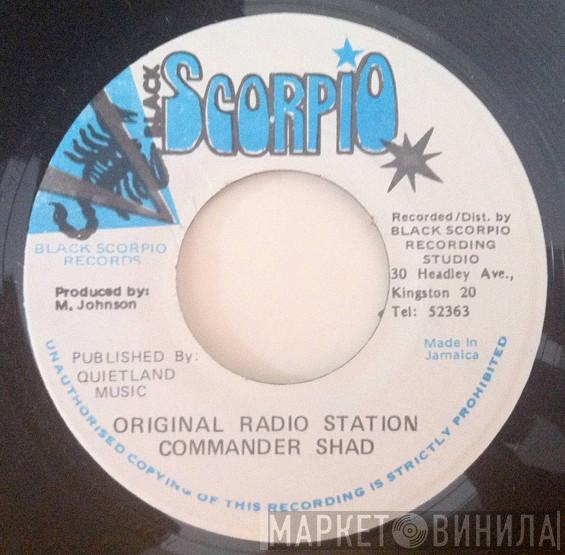 BLACK
SCORPIO
BLACK SCORPIO
RECORDS
Produced by:
M. Johnson
PUBLISHED By:
QUIETLAND
MUSIC
Recorded/Dist. by
BLACK SCORPIO
RECORDING
STUDIO
30 Headley Ave.,
Kingston 20
Tel: 52363
Made In
Jamaica
ORIGINAL RADIO STATION
COMMANDER SHAD
UNAUTHORISED COPYING OF THIS RECORDING IS STRICTLY PROHIBITED
МАРКЕТ ВИНИЛА